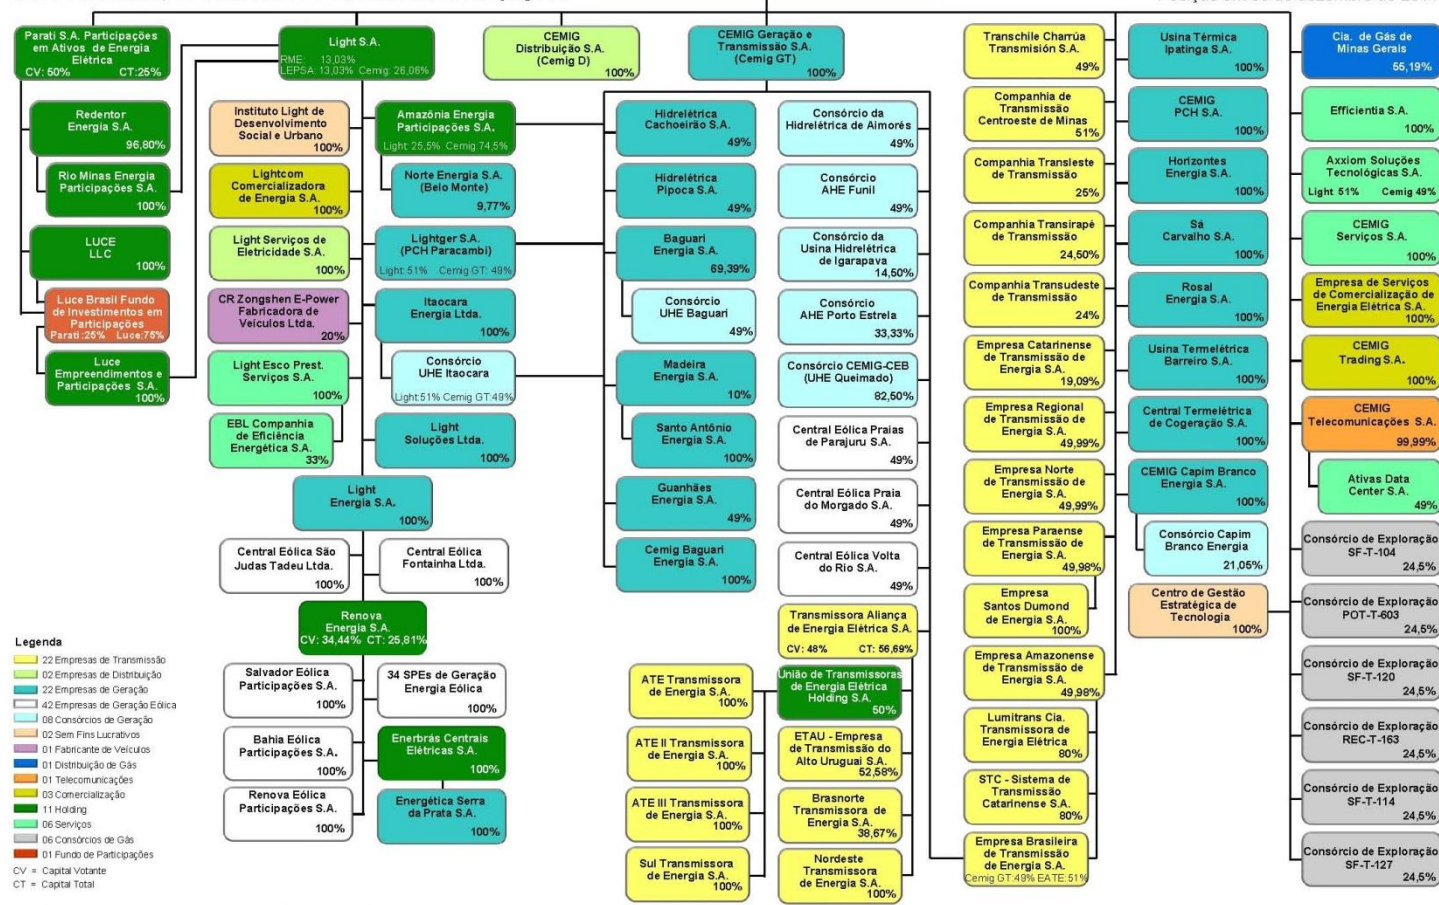 Parati S.A. Participações
em Ativos de Energia
Elétrica
CV: 50% CT:25%
Light S.A.
RME: 13,03%
LEPSA: 13,03% Cemig: 26,06%
CEMIG
Distribuição S.A.
(Cemig D)
100%
CEMIG Geração e
Transmissão S.A.
(Cemig GT)
100%
Transchile Charrúa
Transmisión S.A.
49%
Usina Térmica
Ipatinga S.A.
100%
Cia. de Gás de
Minas Gerais
55,19%
Redentor
Energia S.A.
96,80%
Rio Minas Energia
Participações S.A.
100%
LUCE
LLC
100%
Luce Brasil Fundo
de Investimentos em
Participações
Parati:25% Luce:75%
Luce
Empreendimentos e
Participações S.A.
100%
Instituto Light de
Desenvolvimento
Social e Urbano
100%
Lightcom
Comercializadora
de Energia S.A.
100%
Light Serviços de
Eletricidade S.A.
100%
CR Zongshen E-Power
Fabricadora de
Veículos Ltda.
20%
Light Esco Prest.
Serviços S.A.
100%
EBL Companhia
de Eficiência
Energética S.A.
33%
Amazônia Energia
Participações S.A.
Light: 25,5% Cemig:74,5%
Norte Energia S.A.
(Belo Monte)
9,77%
Lightger S.A.
(PCH Paracambi)
Light: 51% Cemig GT: 49%
Itaocara
Energia Ltda.
100%
Consórcio
UHE Itaocara
Light:51% Cemig GT:49%
Light
Soluções Ltda.
100%
Light
Energia S.A.
100%
Central Eólica São
Judas Tadeu Ltda.
100%
Central Eólica
Fontainha Ltda.
100%
Renova
Energia S.A.
CV: 34,44% CT: 25,81%
Salvador Eólica
Participações S.A.
100%
34 SPEs de Geração
Energia Eólica
100%
Bahia Eólica
Participações S.A.
100%
Enerbrás Centrais
Elétricas S.A.
100%
Renova Eólica
Participações S.A.
100%
Energética Serra
da Prata S.A.
100%
Hidrelétrica
Cachoeirão S.A.
49%
Hidrelétrica
Pipoca S.A.
49%
Baguari
Energia S.A.
69,39%
Consórcio
UHE Baguari
49%
Madeira
Energia S.A.
10%
Santo Antônio
Energia S.A.
100%
Guanhães
Energia S.A.
49%
Cemig Baguari
Energia S.A.
100%
Consórcio da
Hidrelétrica de Aimorés
49%
Consórcio
AHE Funil
49%
Consórcio da
Usina Hidrelétrica
de Igarapava
14,50%
Consórcio
AHE Porto Estrela
33,33%
Consórcio CEMIG-CEB
(UHE Queimado)
82,50%
Central Eólica Praias
de Parajuru S.A.
49%
Central Eólica Praia
do Morgado S.A.
49%
Central Eólica Volta
do Rio S.A.
49%
Transmissora Aliança
de Energia Elétrica S.A.
CV: 48% CT: 56,69%
ATE Transmissora
de Energia S.A.
100%
União de Transmissoras
de Energia Elétrica
Holding S.A.
50%
ATE II Transmissora
de Energia S.A.
100%
ETAU - Empresa
de Transmissão do
Alto Uruguai S.A.
52,58%
ATE III Transmissora
de Energia S.A.
100%
Brasnorte
Transmissora de
Energia S.A.
38,67%
Sul Transmissora
de Energia S.A.
100%
Nordeste
Transmissora
de Energia S.A.
100%
Companhia de
Transmissão
Centroeste de Minas
51%
Companhia Transleste
de Transmissão
25%
Companhia Transirapé
de Transmissão
24,50%
Companhia Transudeste
de Transmissão
24%
Empresa Catarinense
de Transmissão de
Energia S.A.
19,09%
Empresa Regional
de Transmissão de
Energia S.A.
49,99%
Empresa Norte
de Transmissão de
Energia S.A.
49,99%
Empresa Paraense
de Transmissão de
Energia S.A.
49,98%
Empresa
Santos Dumond
de Energia S.A.
100%
Empresa Amazonense
de Transmissão de
Energia S.A.
49,98%
Lumitrans Cia.
Transmissora de
Energia Elétrica
80%
STC - Sistema de
Transmissão
Catarinense S.A.
80%
Empresa Brasileira
de Transmissão
de Energia S.A.
Cemig GT:49% EATE:51%
CEMIG
PCH S.A.
100%
Horizontes
Energia S.A.
100%
Sá
Carvalho S.A.
100%
Rosal
Energia S.A.
100%
Usina Termelétrica
Barreiro S.A.
100%
Central Termelétrica
de Cogeração S.A.
100%
CEMIG Capim Branco
Energia S.A.
100%
Consórcio Capim
Branco Energia
21,05%
Centro de Gestão
Estratégica de
Tecnologia
100%
Efficientia S.A.
100%
Axxiom Soluções
Tecnológicas S.A.
Light 51% Cemig 49%
CEMIG
Serviços S.A.
100%
Empresa de Serviços
de Comercialização de
Energia Elétrica S.A.
100%
CEMIG
Trading S.A.
100%
CEMIG
Telecomunicações S.A.
99,99%
Ativas Data
Center S.A.
49%
Consórcio de Exploração
SF-T-104
24,5%
Consórcio de Exploração
POT-T-603
24,5%
Consórcio de Exploração
SF-T-120
24,5%
Consórcio de Exploração
REC-T-163
24,5%
Consórcio de Exploração
SF-T-114
24,5%
Consórcio de Exploração
SF-T-127
24,5%
Legenda
22 Empresas de Transmissão
02 Empresas de Distribuição
22 Empresas de Geração
42 Empresas de Geração Eólica
08 Consórcios de Geração
02 Sem Fins Lucrativos
01 Fabricante de Veículos
01 Distribuição de Gás
01 Telecomunicações
03 Comercialização
11 Holding
06 Serviços
06 Consórcios de Gás
01 Fundo de Participações
CV = Capital Votante
CT = Capital Total